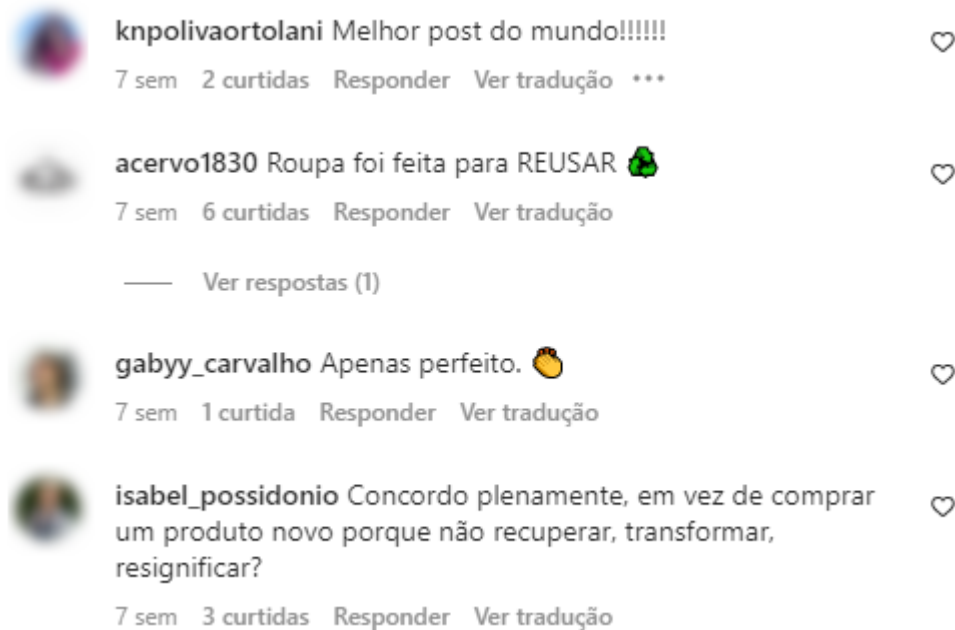 knpolivaortolani Melhor post do mundo!!!!!!
7 sem 2 curtidas Responder Ver tradução •••
acervo1830 Roupa foi feita para REUSAR
7 sem 6 curtidas Responder Ver tradução
Ver respostas (1)
gabyy_carvalho Apenas perfeito.
7 sem 1 curtida Responder Ver tradução
isabel_possidonio Concordo plenamente, em vez de comprar
um produto novo porque não recuperar, transformar,
resignificar?
7 sem 3 curtidas Responder Ver tradução